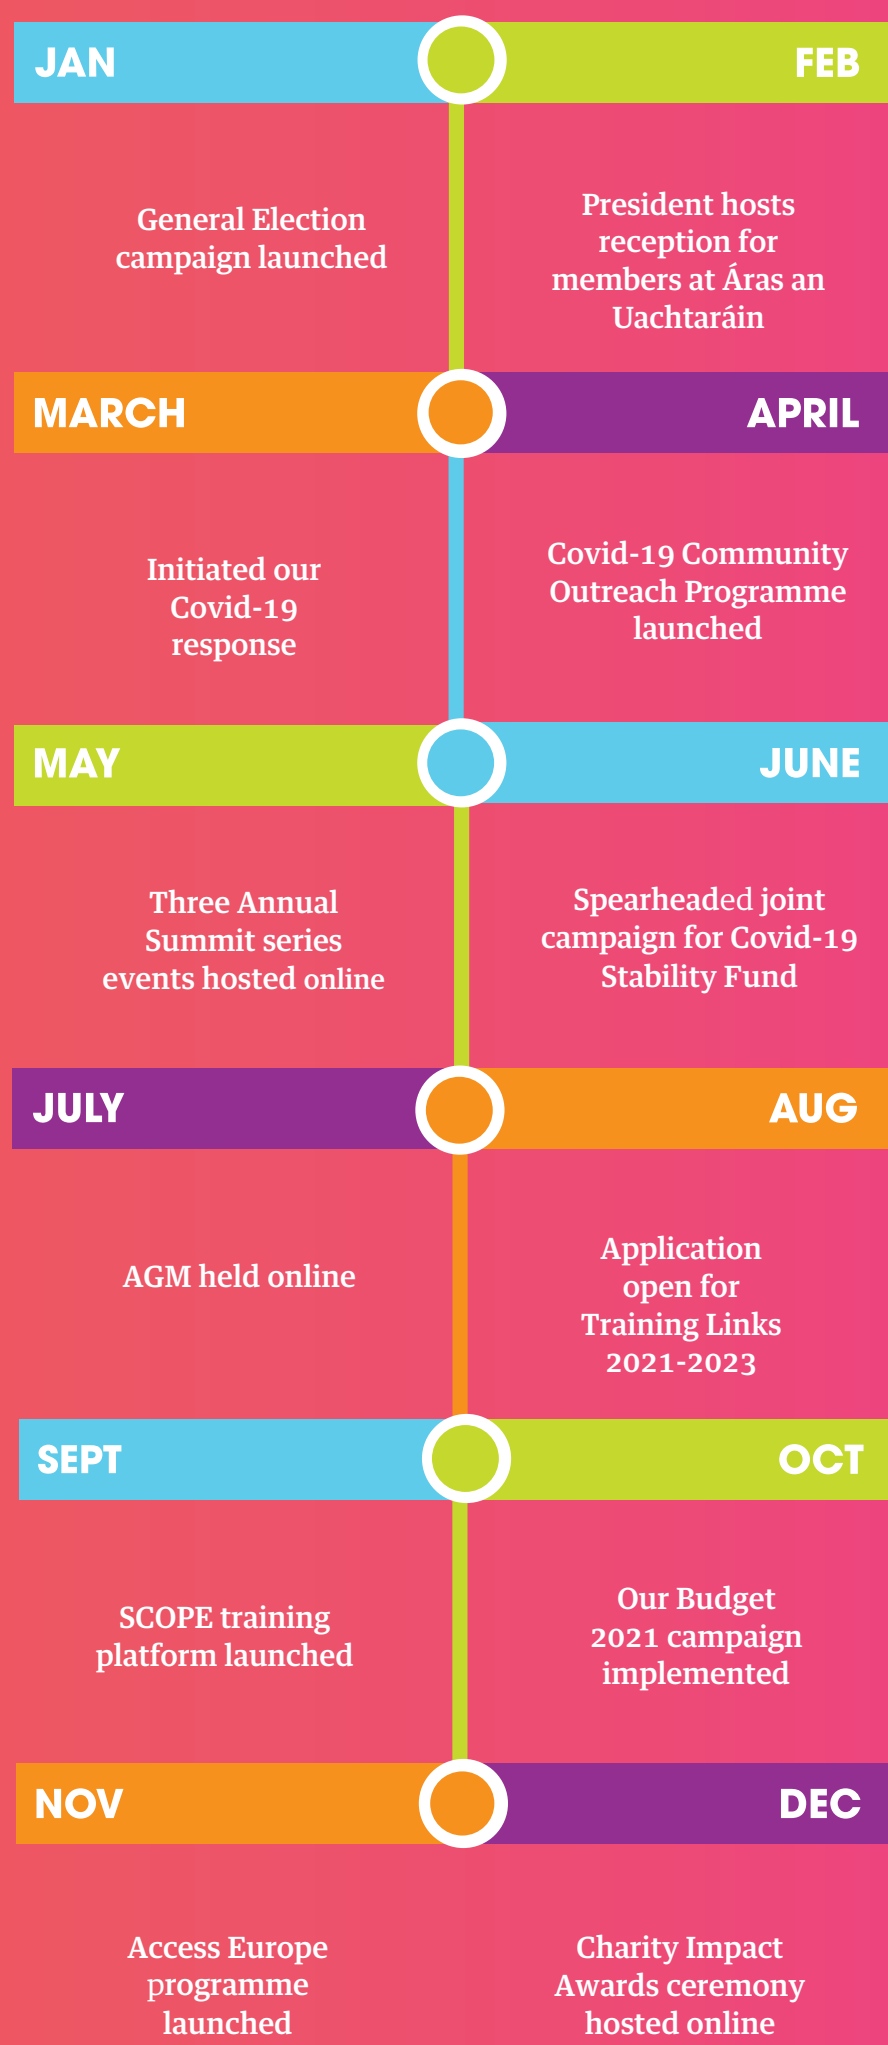 JAN
FEB
General Election
campaign launched
President hosts
reception for
members at Áras an
Uachtaráin
MARCH
APRIL
Initiated our
Covid-19
response
Covid-19 Community
Outreach Programme
launched
MAY
JUNE
Three Annual
Summit series
events hosted online
Spearheaded joint
campaign for Covid-19
Stability Fund
JULY
AUG
AGM held online
Application
open for
Training Links
2021-2023
SEPT
OCT
SCOPE training
platform launched
Our Budget
2021 campaign
implemented
NOV
DEC
Access Europe
programme
launched
Charity Impact
Awards ceremony
hosted online